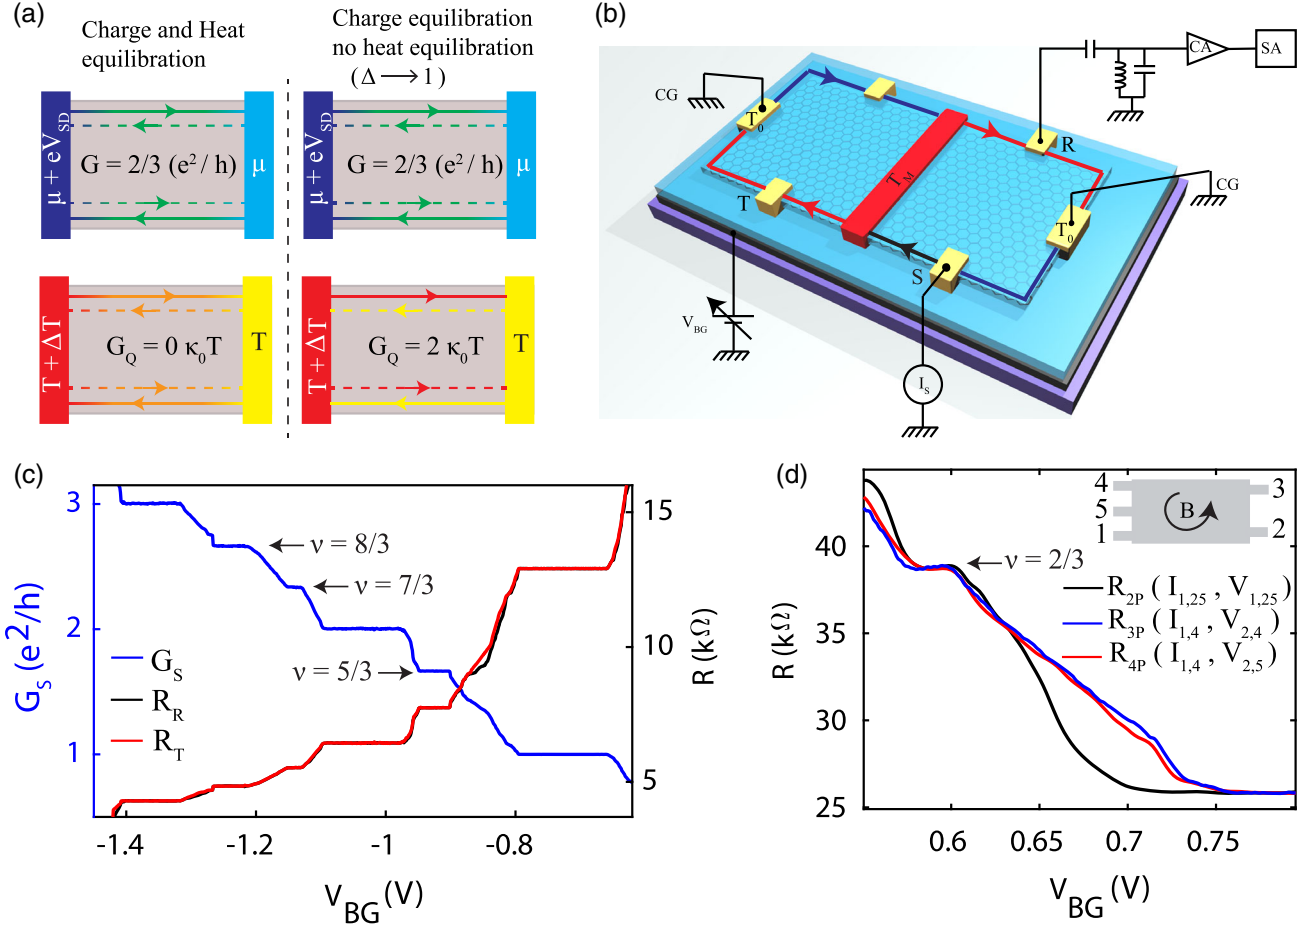 (a)
Charge and Heat
equilibration
Charge equilibration
no heat equilibration
(Δ → 1)
μ + eV_SD
G = 2/3 (e²/h)
μ
μ + eV_SD
G = 2/3 (e²/h)
μ
T + ΔT
G_Q = 0 κ₀T
T
T + ΔT
G_Q = 2 κ₀T
T
(b)
CG
T₀
R
CA
SA
T_M
T
S
T₀
CG
V_BG
I_S
(c)
3
2
1
G_S (e²/h)
ν = 8/3
ν = 7/3
ν = 5/3
G_S
R_R
R_T
15
10
5
R (kΩ)
-1.4
-1.2
-1
-0.8
V_BG (V)
(d)
40
35
30
25
R (kΩ)
ν = 2/3
4
5
1
B
3
2
R_2P ( I_1,25 , V_1,25)
R_3P ( I_1,4 , V_2,4)
R_4P ( I_1,4 , V_2,5)
0.6
0.65
0.7
0.75
V_BG (V)